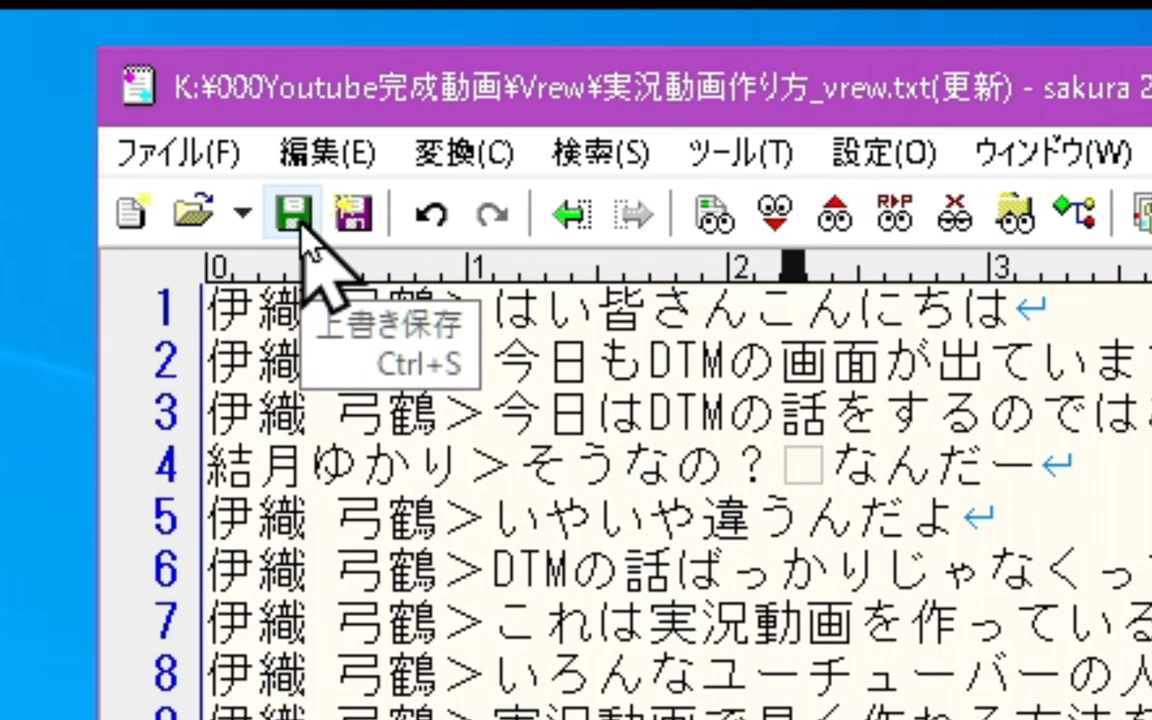 K:¥000Youtube完成動画¥Vrew¥実況動画作り方_vrew.txt(更新) - sakura 2
ファイル(F) 編集(E) 変換(C) 検索(S) ツール(T) 設定(O) ウィンドウ(W)
0 1 2 3
1 伊織 弓鶴>はい皆さんこんにちは↵
上書き保存
Ctrl+S
2 伊織 今日もDTMの画面が出ていま
3 伊織 弓鶴>今日はDTMの話をするのでは
4 結月ゆかり>そうなの？□なんだー↵
5 伊織 弓鶴>いやいや違うんだよ↵
6 伊織 弓鶴>DTMの話ばっかりじゃなくっ
7 伊織 弓鶴>これは実況動画を作っている
8 伊織 弓鶴>いろんなユーチューバーの人